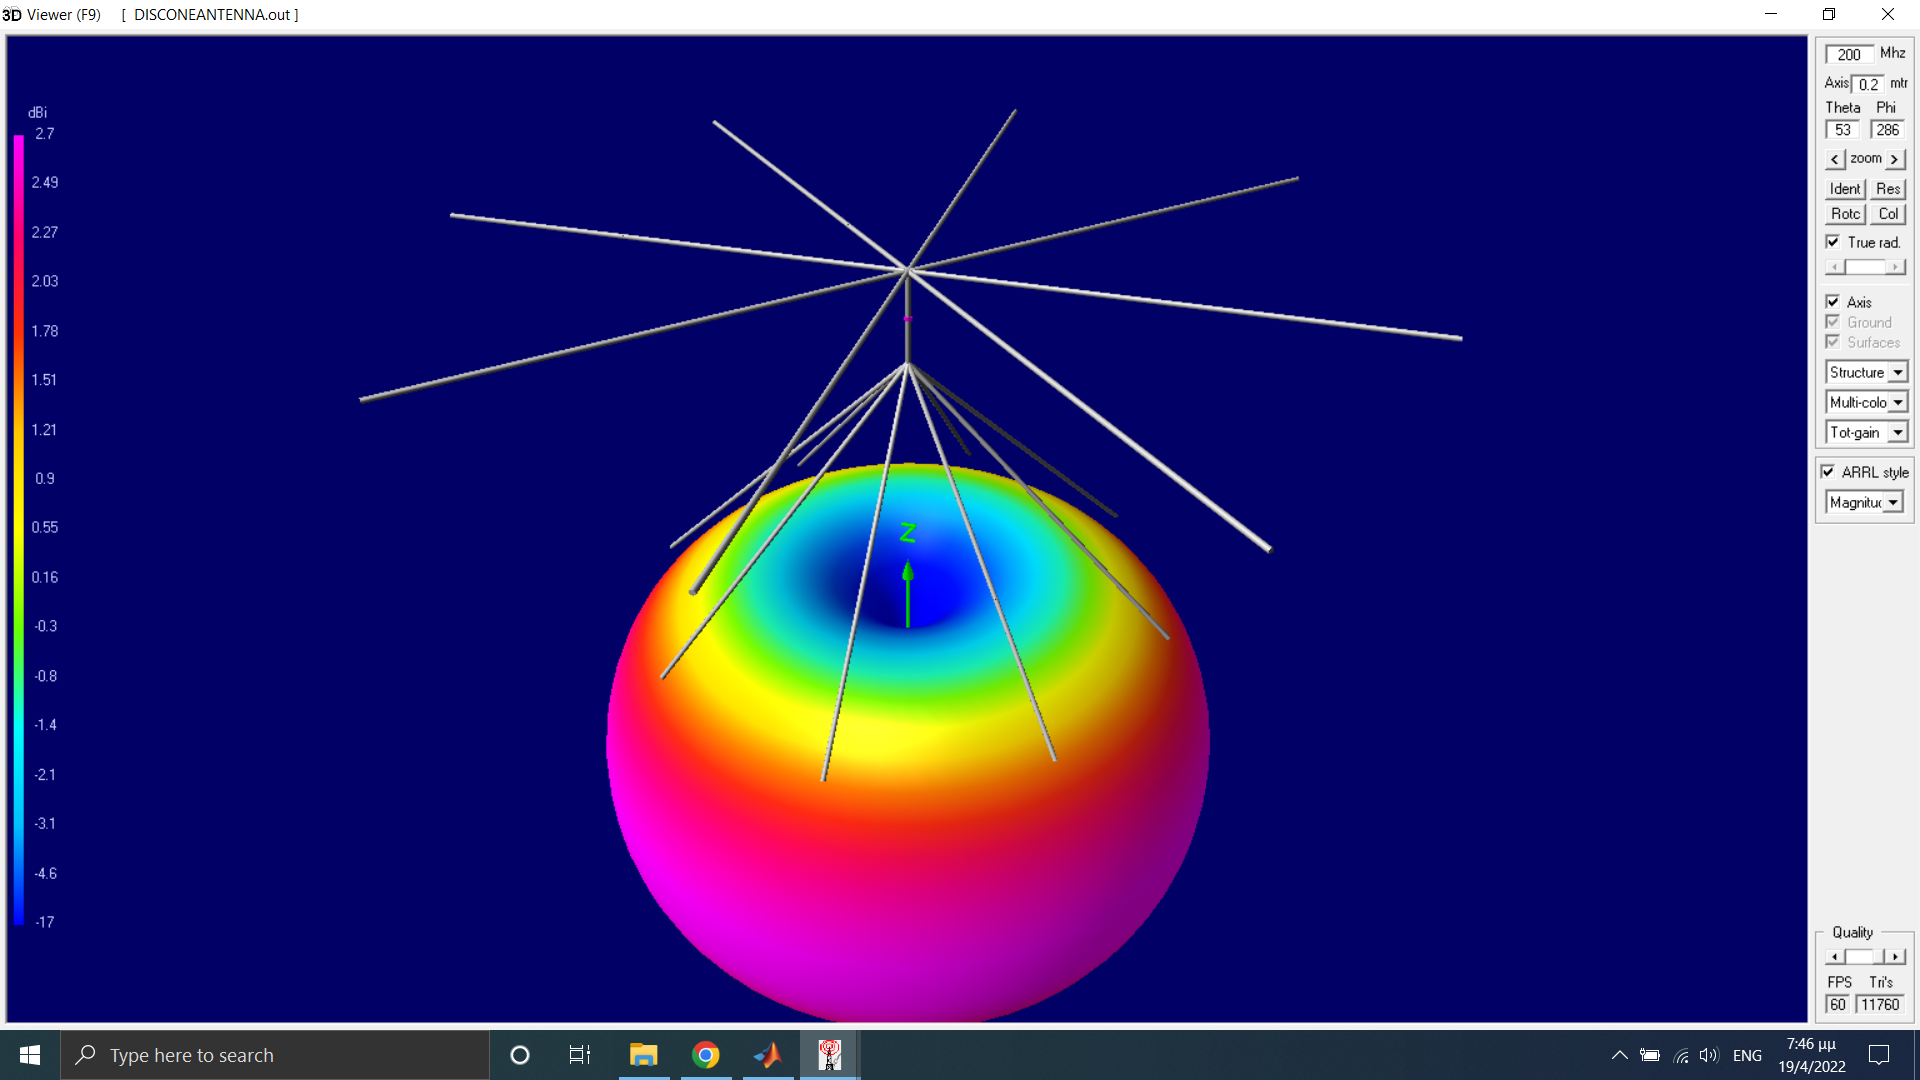 3D Viewer (F9) [ DISCONEANTENNA.out ]
dBi
2.7
2.49
2.27
2.03
1.78
1.51
1.21
0.9
0.55
0.16
-0.3
-0.8
-1.4
-2.1
-3.1
-4.6
-17
Z
200 Mhz
Axis 0.2 mtr
Theta Phi
53 286
< zoom >
Ident Res
Rotc Col
True rad.
Axis
Ground
Surfaces
Structure
Multi-colo
Tot-gain
ARRL style
Magnituc
Quality
FPS Tri's
60 11760
Type here to search
ENG
7:46 μμ
19/4/2022